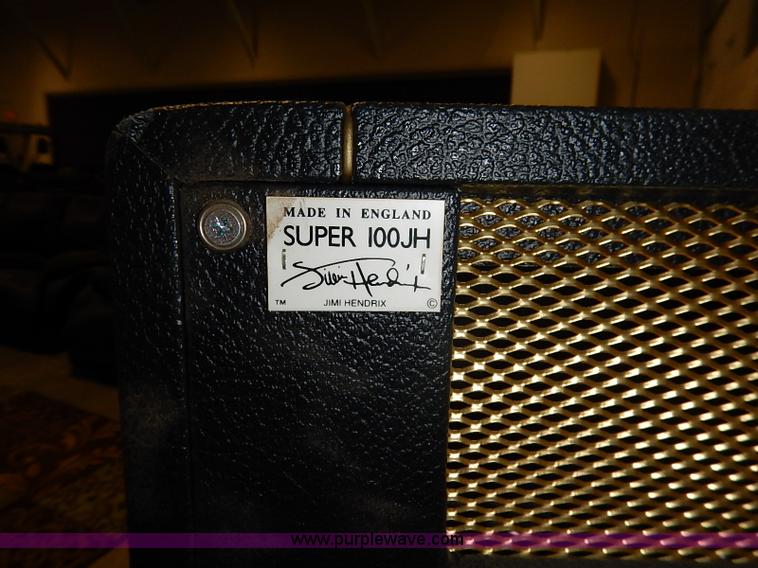 MADE IN ENGLAND
SUPER 100JH
Jimi Hendrix
TM JIMI HENDRIX ©
www.purplewave.com